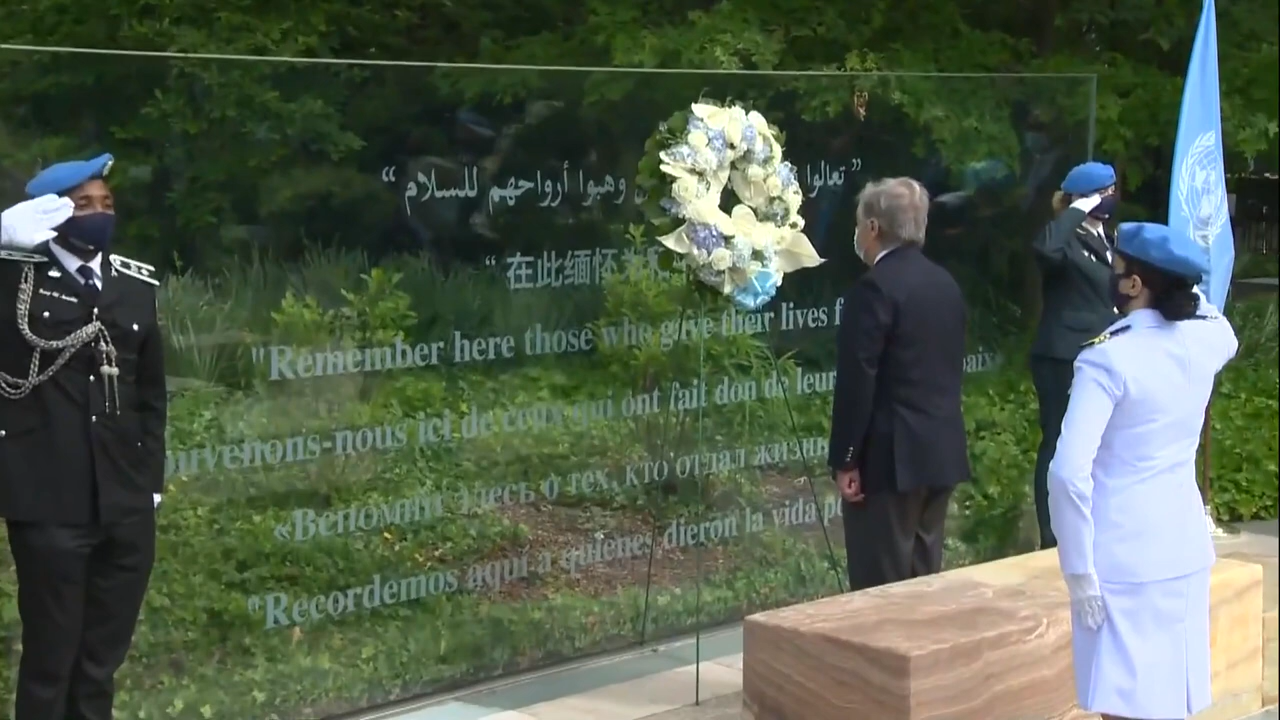 “ تعالوا وهبوا أرواحهم للسلام ”
“ 在此缅怀
"Remember here those who gave their lives f
ouvenons-nous ici de ceux qui ont fait don de leur paix»
«Вспомним здесь о тех, кто отдал жизнь
"Recordemos aquí a quienes dieron la vida p